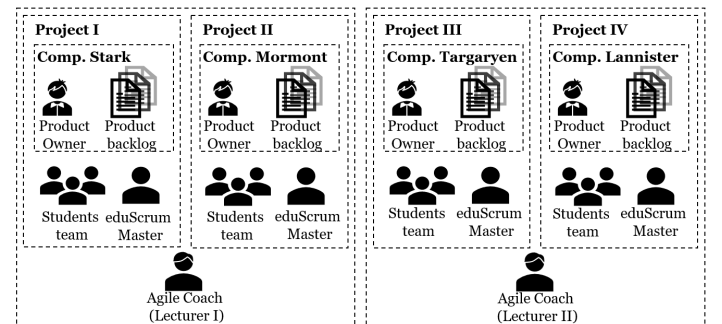 Project I
Comp. Stark
Product Owner
Product backlog
Students team
eduScrum Master
Project II
Comp. Mormont
Product Owner
Product backlog
Students team
eduScrum Master
Agile Coach
(Lecturer I)
Project III
Comp. Targaryen
Product Owner
Product backlog
Students team
eduScrum Master
Project IV
Comp. Lannister
Product Owner
Product backlog
Students team
eduScrum Master
Agile Coach
(Lecturer II)